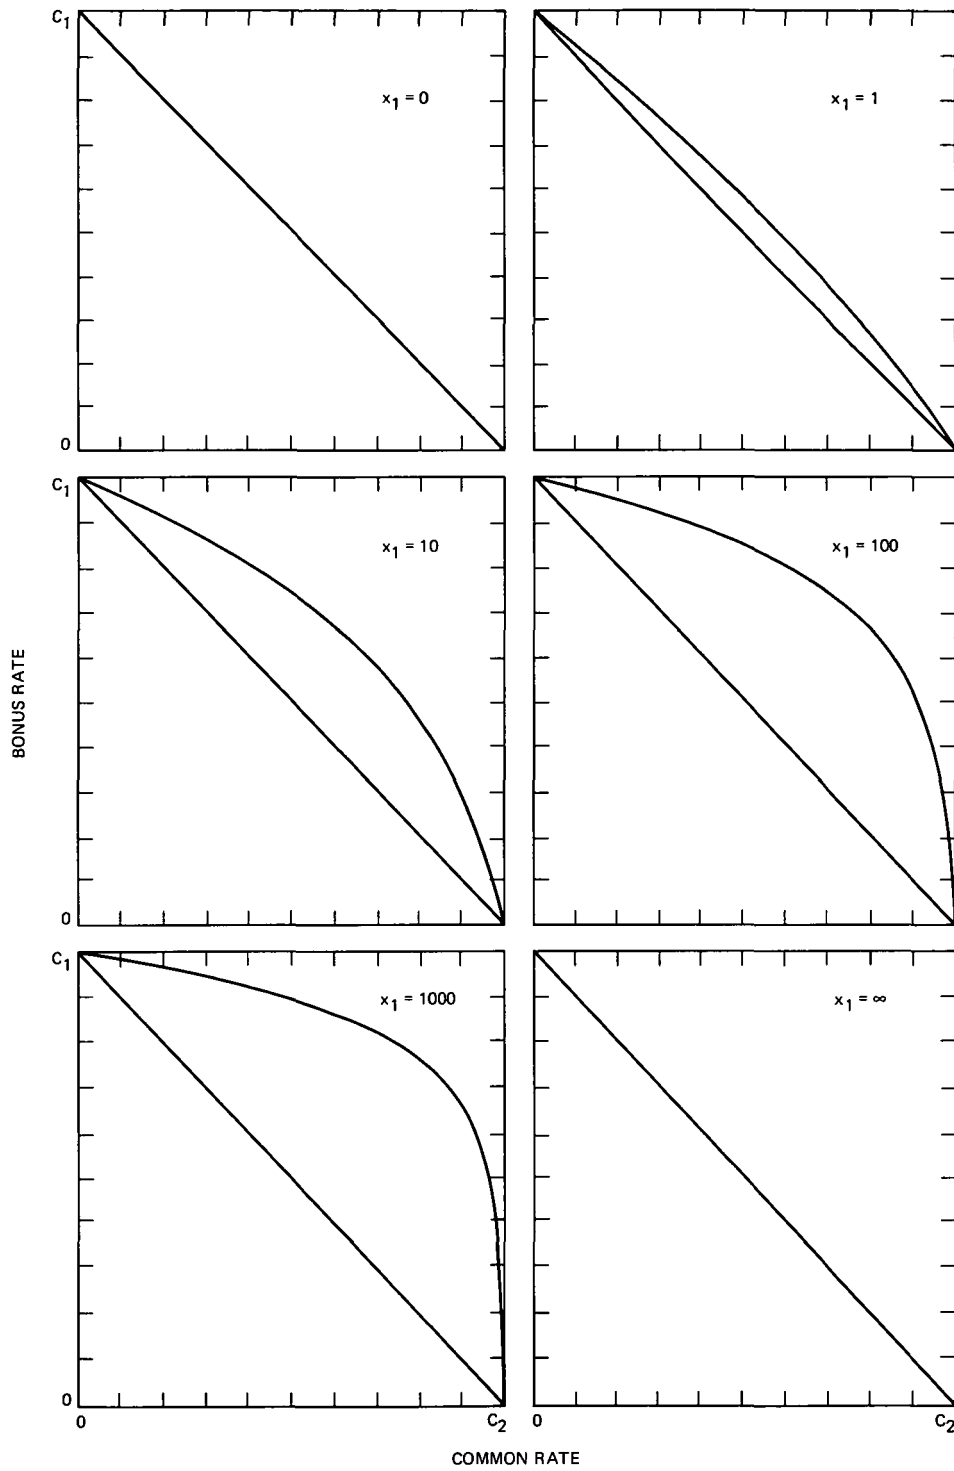 C₁
x₁ = 0
x₁ = 1
0
C₁
x₁ = 10
x₁ = 100
BONUS RATE
0
C₁
x₁ = 1000
x₁ = ∞
0
0
C₂
0
C₂
COMMON RATE